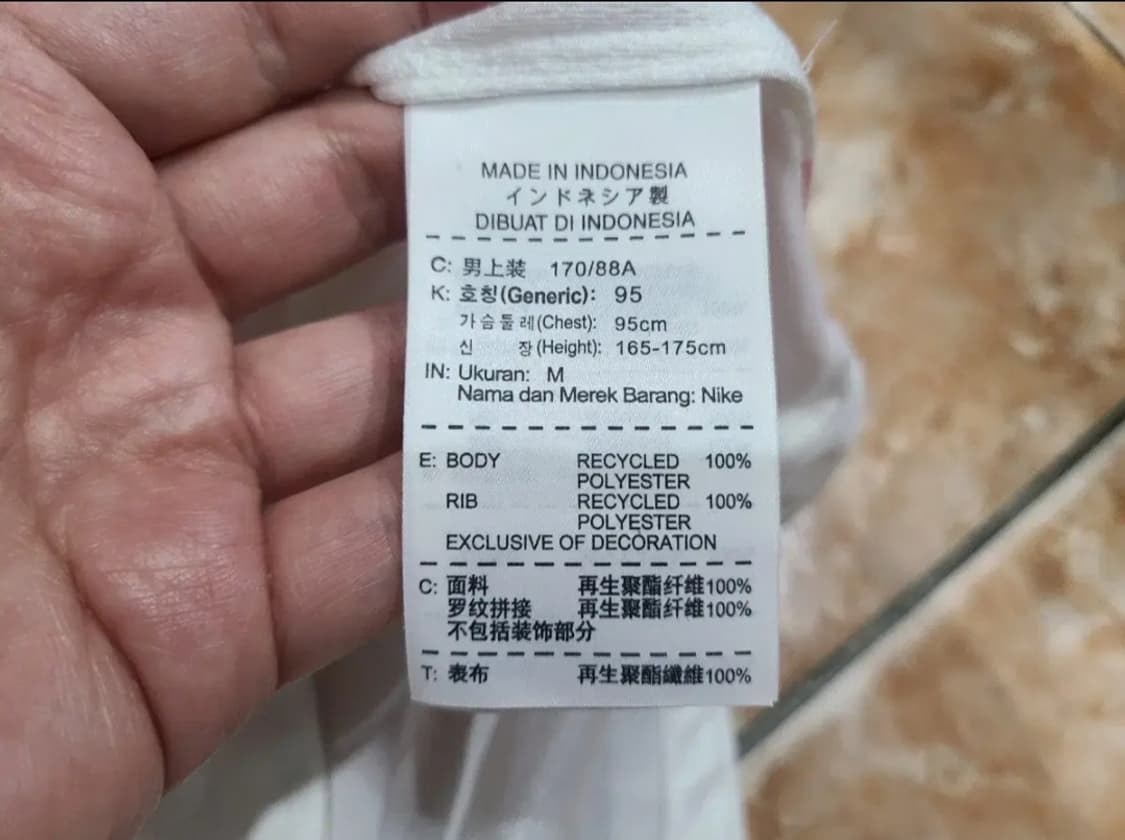 MADE IN INDONESIA
インドネシア製
DIBUAT DI INDONESIA
C: 男上装 170/88A
K: 호칭(Generic): 95
가슴둘레(Chest): 95cm
신 장(Height): 165-175cm
IN: Ukuran: M
Nama dan Merek Barang: Nike
E: BODY RECYCLED 100%
POLYESTER
RIB RECYCLED 100%
POLYESTER
EXCLUSIVE OF DECORATION
C: 面料 再生聚酯纤维100%
罗纹拼接 再生聚酯纤维100%
不包括装饰部分
T: 表布 再生聚酯纖維100%